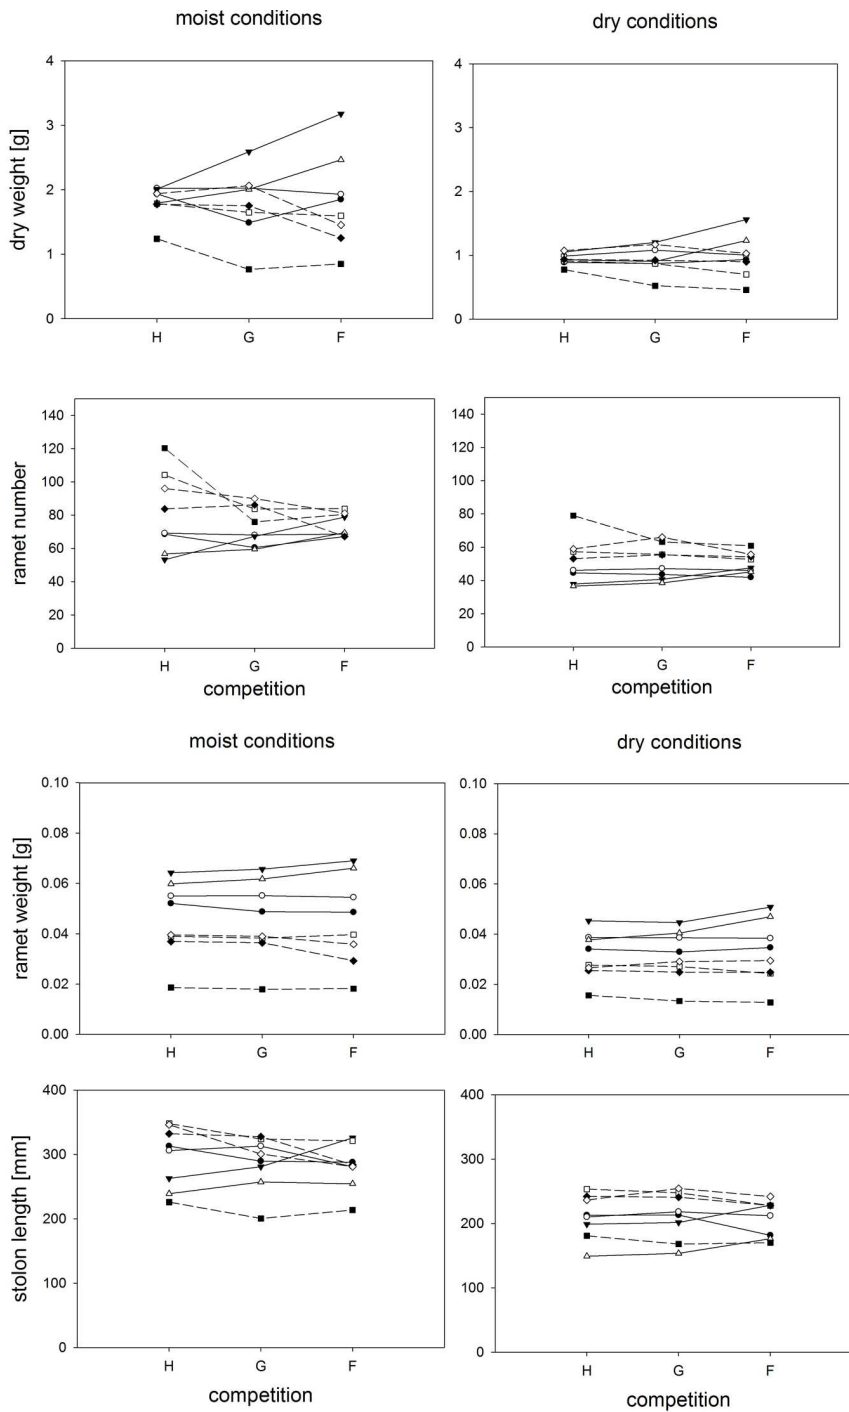 moist conditions
dry conditions
dry weight [g]
4
3
2
1
0
H G F
4
3
2
1
0
H G F
ramet number
140
120
100
80
60
40
20
0
H G F
competition
140
120
100
80
60
40
20
0
H G F
competition
moist conditions
dry conditions
ramet weight [g]
0.10
0.08
0.06
0.04
0.02
0.00
H G F
0.10
0.08
0.06
0.04
0.02
0.00
H G F
stolon length [mm]
400
300
200
100
0
H G F
competition
400
300
200
100
0
H G F
competition